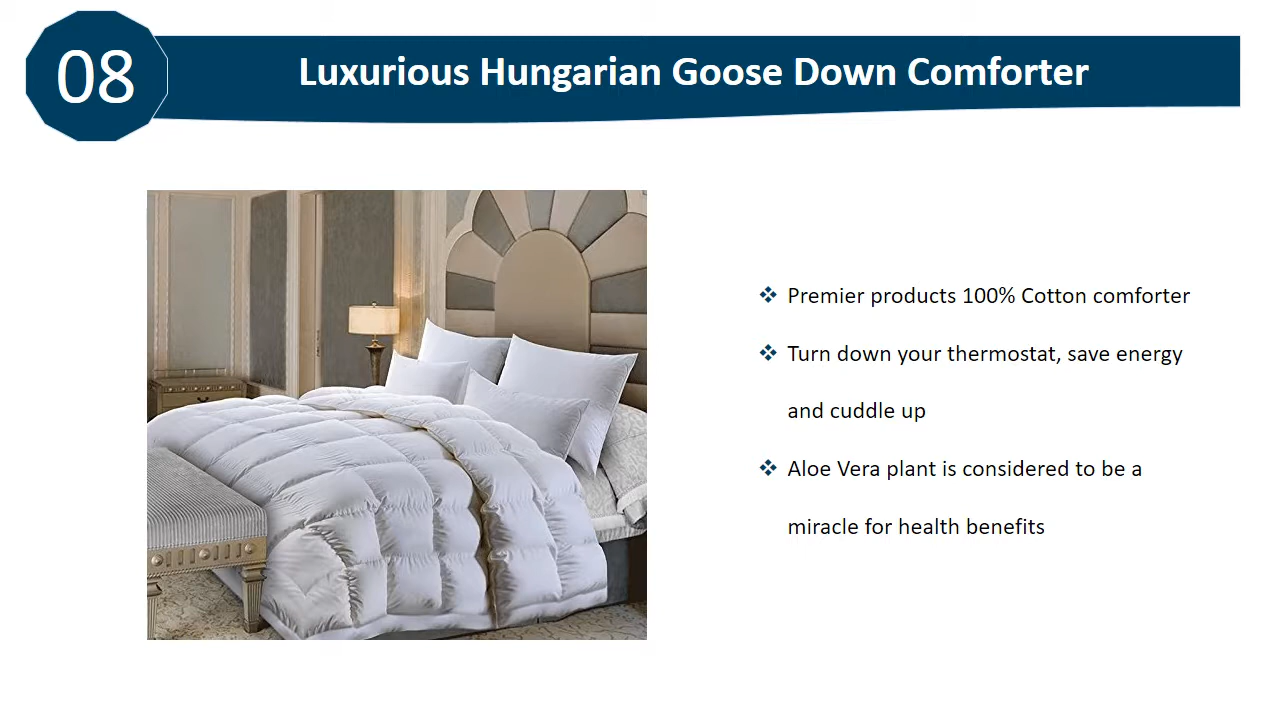 08
Luxurious Hungarian Goose Down Comforter
Premier products 100% Cotton comforter
Turn down your thermostat, save energy
and cuddle up
Aloe Vera plant is considered to be a
miracle for health benefits